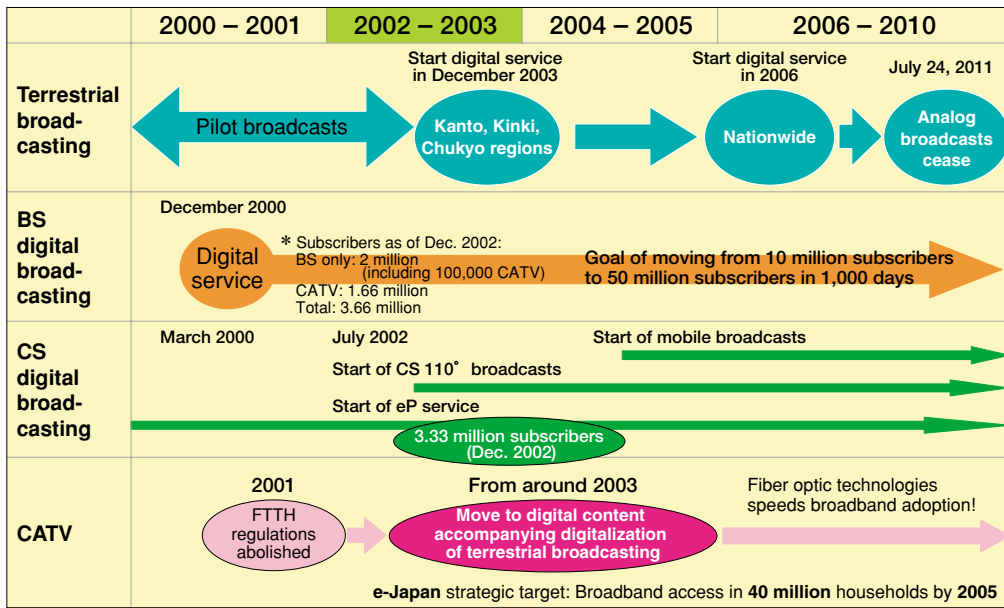 2000 – 2001
2002 – 2003
2004 – 2005
2006 – 2010
Terrestrial
broad-
casting
Pilot broadcasts
Start digital service
in December 2003
Kanto, Kinki,
Chukyo regions
Start digital service
in 2006
Nationwide
July 24, 2011
Analog
broadcasts
cease
BS
digital
broad-
casting
December 2000
Digital
service
* Subscribers as of Dec. 2002:
BS only: 2 million
(including 100,000 CATV)
CATV: 1.66 million
Total: 3.66 million
Goal of moving from 10 million subscribers
to 50 million subscribers in 1,000 days
CS
digital
broad-
casting
March 2000
July 2002
Start of mobile broadcasts
Start of CS 110° broadcasts
Start of eP service
3.33 million subscribers
(Dec. 2002)
CATV
2001
FTTH
regulations
abolished
From around 2003
Move to digital content
accompanying digitalization
of terrestrial broadcasting
Fiber optic technologies
speeds broadband adoption!
e-Japan strategic target: Broadband access in 40 million households by 2005